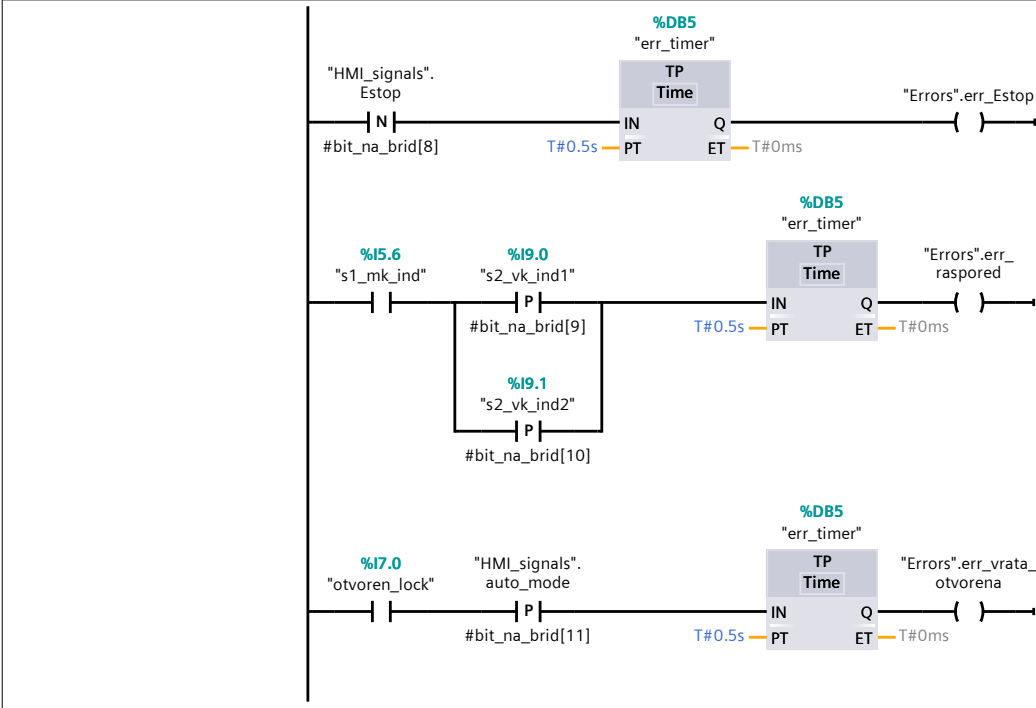 %DB5
"err_timer"
TP
Time
"HMI_signals".
Estop
"Errors".err_Estop
N
IN
Q
#bit_na_brid[8]
T#0.5s
PT
ET
T#0ms
%DB5
"err_timer"
TP
Time
%I5.6
"s1_mk_ind"
%I9.0
"s2_vk_ind1"
"Errors".err_
raspored
P
IN
Q
#bit_na_brid[9]
T#0.5s
PT
ET
T#0ms
%I9.1
"s2_vk_ind2"
P
#bit_na_brid[10]
%DB5
"err_timer"
TP
Time
%I7.0
"otvoren_lock"
"HMI_signals".
auto_mode
"Errors".err_vrata_
otvorena
P
IN
Q
#bit_na_brid[11]
T#0.5s
PT
ET
T#0ms